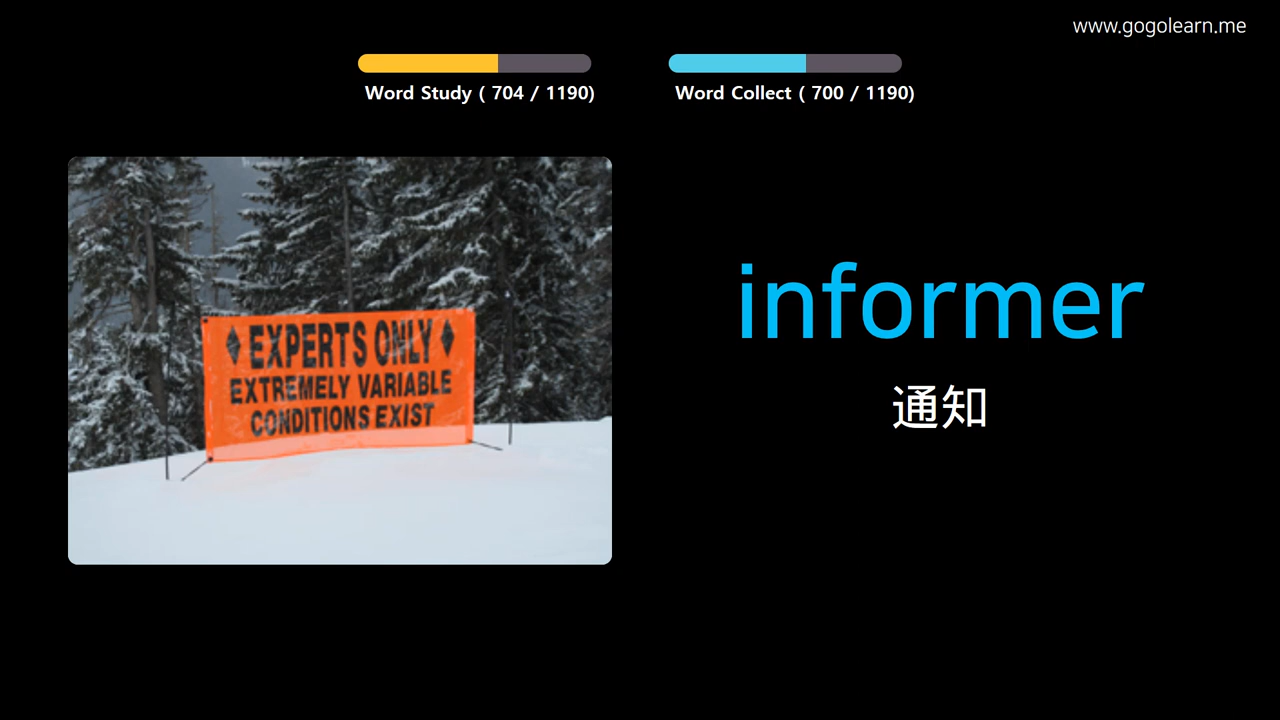 www.gogolearn.me
Word Study ( 704 / 1190)
Word Collect ( 700 / 1190)
♦ EXPERTS ONLY ♦
EXTREMELY VARIABLE
CONDITIONS EXIST
informer
通知